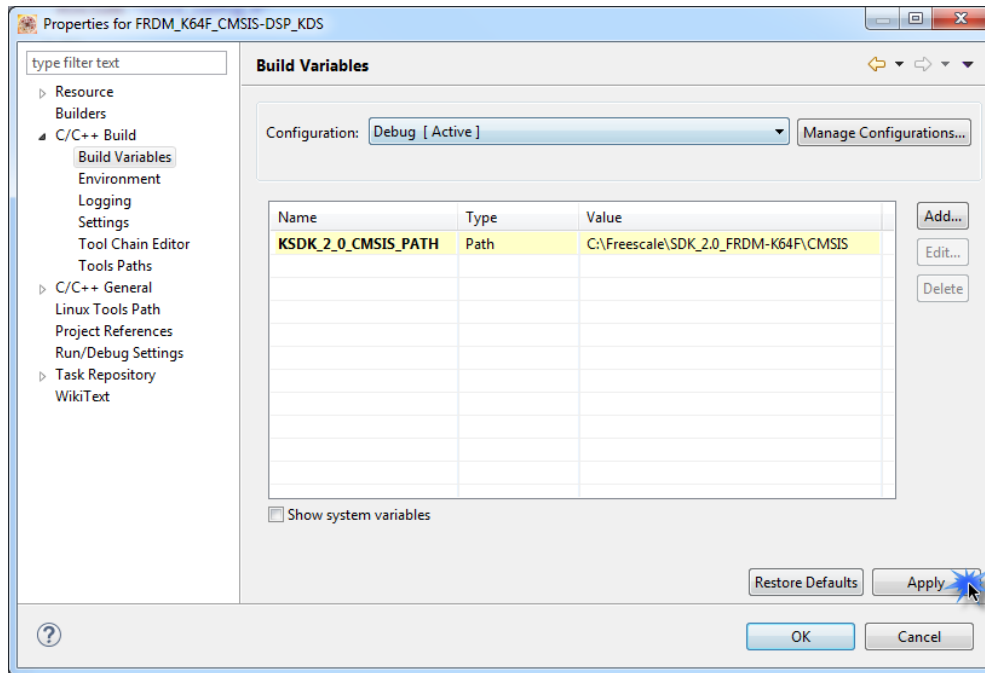 Properties for FRDM_K64F_CMSIS-DSP_KDS
type filter text
Resource
Builders
C/C++ Build
Build Variables
Environment
Logging
Settings
Tool Chain Editor
Tools Paths
C/C++ General
Linux Tools Path
Project References
Run/Debug Settings
Task Repository
WikiText
Build Variables
Configuration: Debug [ Active ] Manage Configurations...
Name Type Value
KSDK_2_0_CMSIS_PATH Path C:\Freescale\SDK_2.0_FRDM-K64F\CMSIS
Add...
Edit...
Delete
Show system variables
Restore Defaults Apply
? OK Cancel